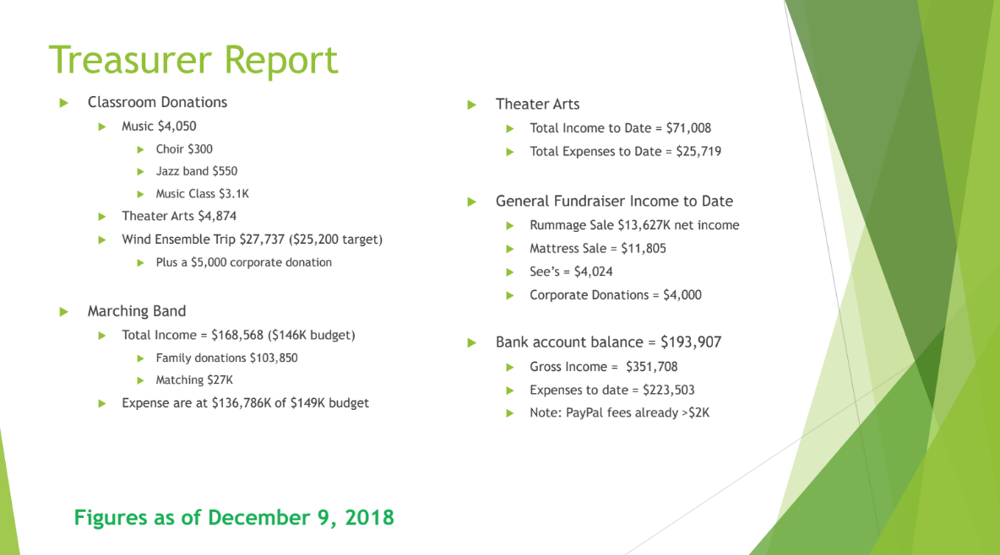 Treasurer Report
Classroom Donations
Music $4,050
Choir $300
Jazz band $550
Music Class $3.1K
Theater Arts $4,874
Wind Ensemble Trip $27,737 ($25,200 target)
Plus a $5,000 corporate donation
Marching Band
Total Income = $168,568 ($146K budget)
Family donations $103,850
Matching $27K
Expense are at $136,786K of $149K budget
Theater Arts
Total Income to Date = $71,008
Total Expenses to Date = $25,719
General Fundraiser Income to Date
Rummage Sale $13,627K net income
Mattress Sale = $11,805
See's = $4,024
Corporate Donations = $4,000
Bank account balance = $193,907
Gross Income =  $351,708
Expenses to date = $223,503
Note: PayPal fees already >$2K
Figures as of December 9, 2018